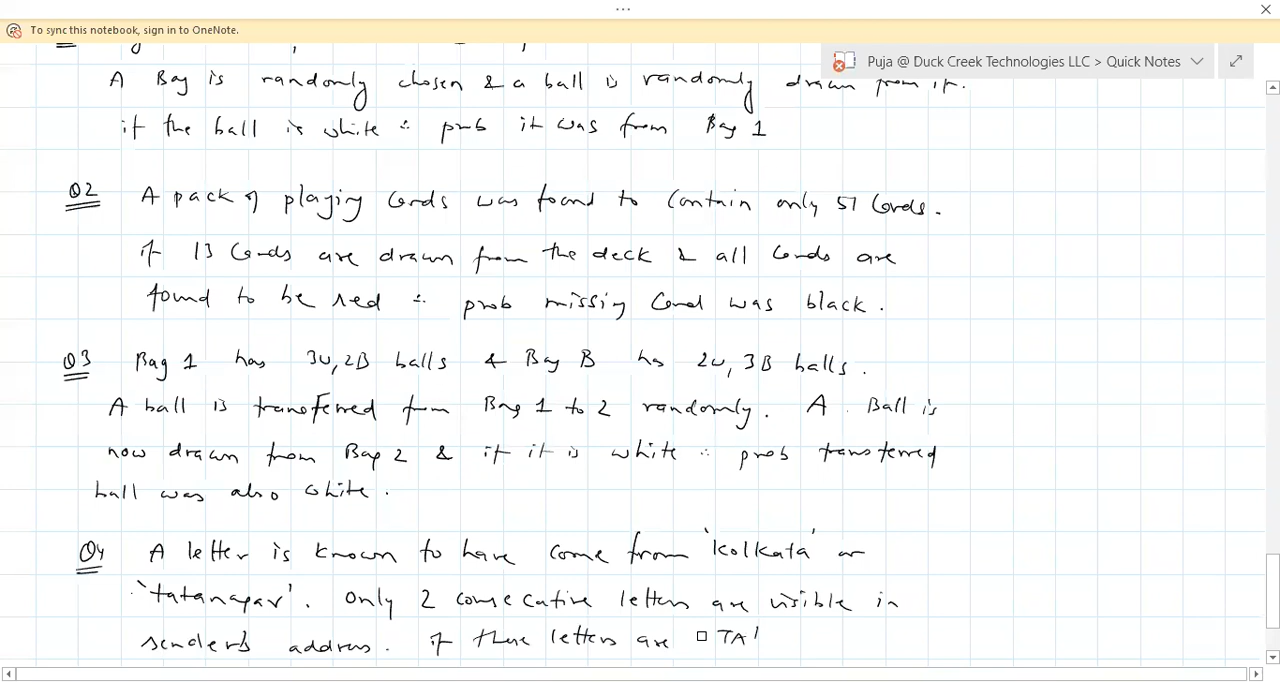 ...
To sync this notebook, sign in to OneNote.
Puja @ Duck Creek Technologies LLC > Quick Notes
A Bag is randomly chosen & a ball is randomly drawn from it.
if the ball is white ∴ prob it was from Bag 1
Q2 A pack of playing Cards was found to Contain only 51 Cards.
if 13 Cards are drawn from the deck & all Cards are
found to be red ∴ prob missing Card was black.
Q3 Bag 1 has 3W, 2B balls & Bag B has 2W, 3B balls.
A ball is transferred from Bag 1 to 2 randomly. A Ball is
now drawn from Bag 2 & if it is white ∴ prob transferred
ball was also white.
Q4 A letter is known to have come from 'Kolkata' or
'tatanagar'. Only 2 consecutive letters are visible in
senders address. if these letters are □ TA'